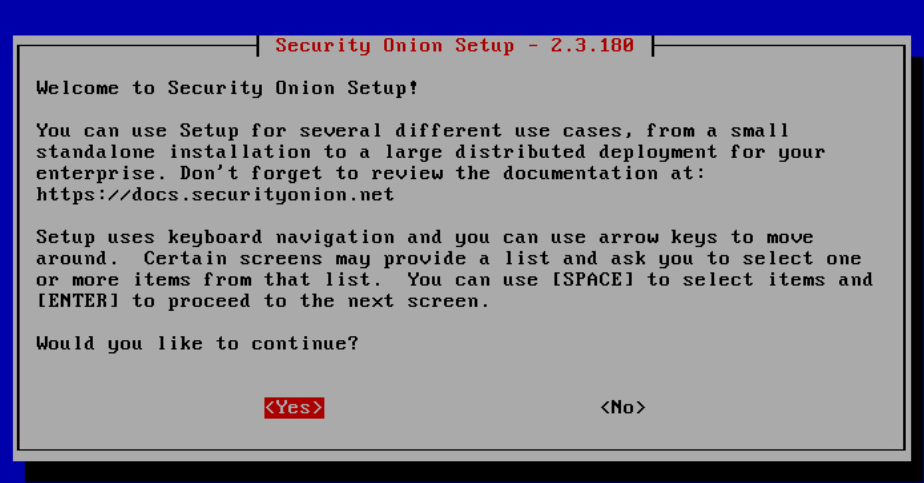 Security Onion Setup - 2.3.180
Welcome to Security Onion Setup!
You can use Setup for several different use cases, from a small
standalone installation to a large distributed deployment for your
enterprise. Don't forget to review the documentation at:
https://docs.securityonion.net
Setup uses keyboard navigation and you can use arrow keys to move
around.  Certain screens may provide a list and ask you to select one
or more items from that list.  You can use [SPACE] to select items and
[ENTER] to proceed to the next screen.
Would you like to continue?
<Yes> <No>